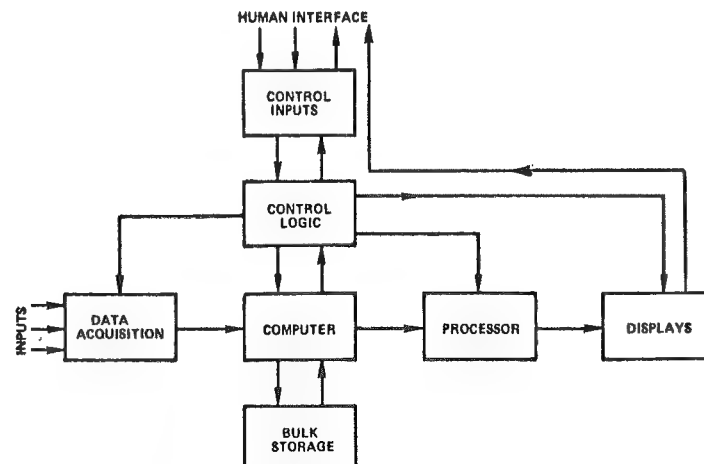 HUMAN INTERFACE
CONTROL
INPUTS
CONTROL
LOGIC
INPUTS
DATA
ACQUISITION
COMPUTER
PROCESSOR
DISPLAYS
BULK
STORAGE